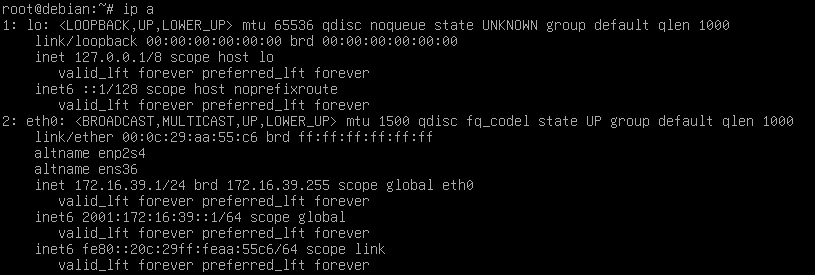 root@debian:~# ip a
1: lo: <LOOPBACK,UP,LOWER_UP> mtu 65536 qdisc noqueue state UNKNOWN group default qlen 1000
    link/loopback 00:00:00:00:00:00 brd 00:00:00:00:00:00
    inet 127.0.0.1/8 scope host lo
       valid_lft forever preferred_lft forever
    inet6 ::1/128 scope host noprefixroute
       valid_lft forever preferred_lft forever
2: eth0: <BROADCAST,MULTICAST,UP,LOWER_UP> mtu 1500 qdisc fq_codel state UP group default qlen 1000
    link/ether 00:0c:29:aa:55:c6 brd ff:ff:ff:ff:ff:ff
    altname enp2s4
    altname ens36
    inet 172.16.39.1/24 brd 172.16.39.255 scope global eth0
       valid_lft forever preferred_lft forever
    inet6 2001:172:16:39::1/64 scope global
       valid_lft forever preferred_lft forever
    inet6 fe80::20c:29ff:feaa:55c6/64 scope link
       valid_lft forever preferred_lft forever